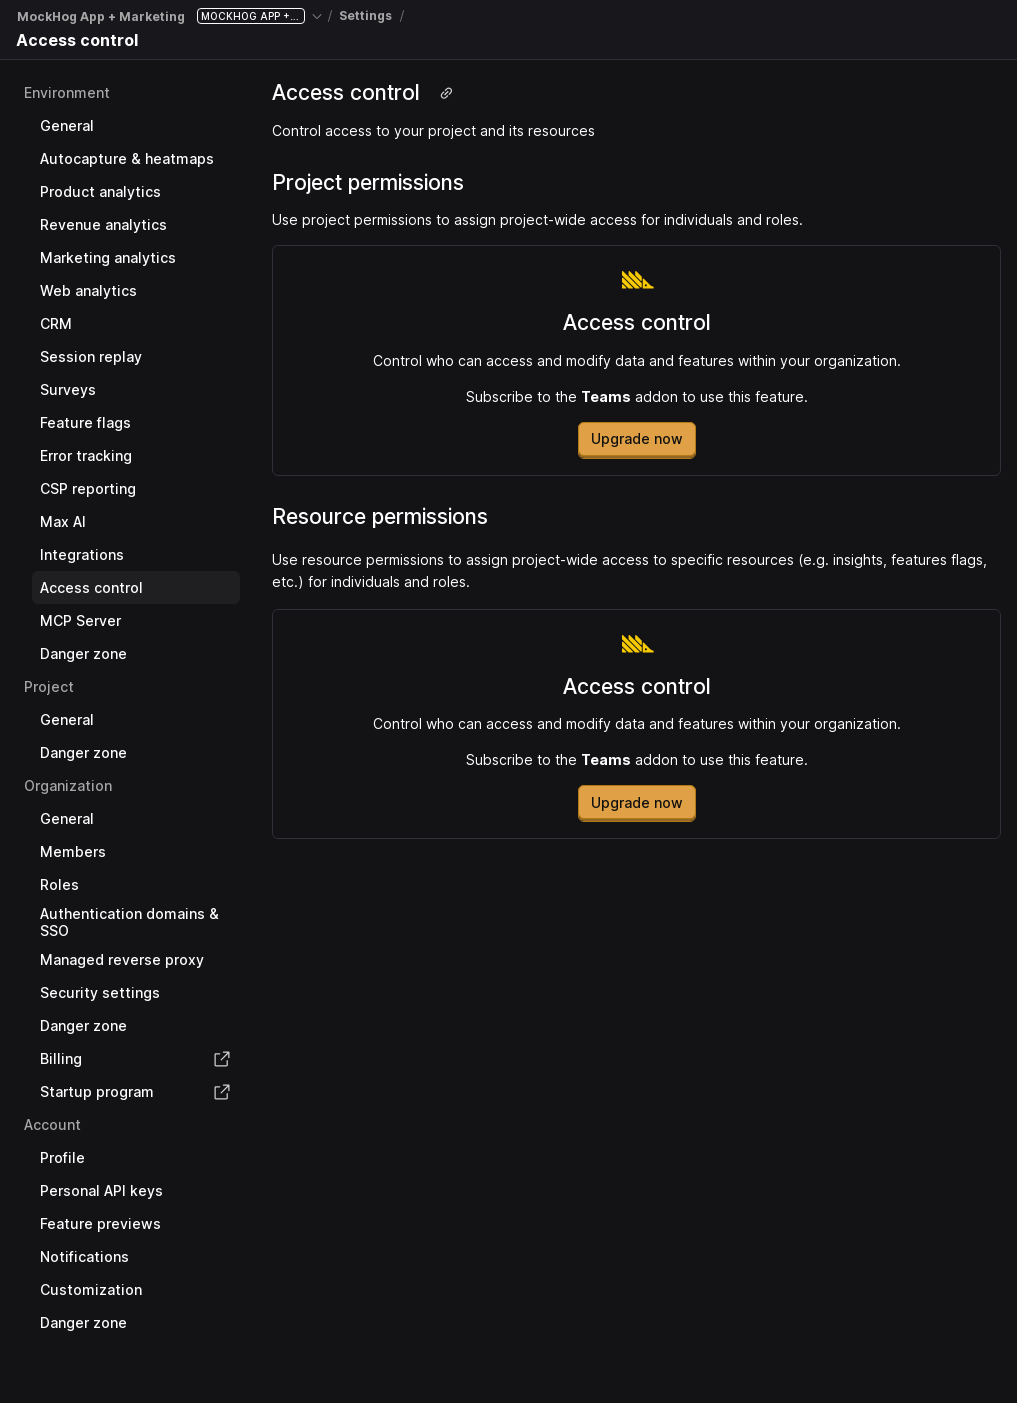 MockHog App + Marketing MOCKHOG APP +... / Settings /
Access control
Environment
General
Autocapture & heatmaps
Product analytics
Revenue analytics
Marketing analytics
Web analytics
CRM
Session replay
Surveys
Feature flags
Error tracking
CSP reporting
Max AI
Integrations
Access control
MCP Server
Danger zone
Project
General
Danger zone
Organization
General
Members
Roles
Authentication domains &
SSO
Managed reverse proxy
Security settings
Danger zone
Billing
Startup program
Account
Profile
Personal API keys
Feature previews
Notifications
Customization
Danger zone
Access control
Control access to your project and its resources
Project permissions
Use project permissions to assign project-wide access for individuals and roles.
Access control
Control who can access and modify data and features within your organization.
Subscribe to the Teams addon to use this feature.
Upgrade now
Resource permissions
Use resource permissions to assign project-wide access to specific resources (e.g. insights, features flags,
etc.) for individuals and roles.
Access control
Control who can access and modify data and features within your organization.
Subscribe to the Teams addon to use this feature.
Upgrade now